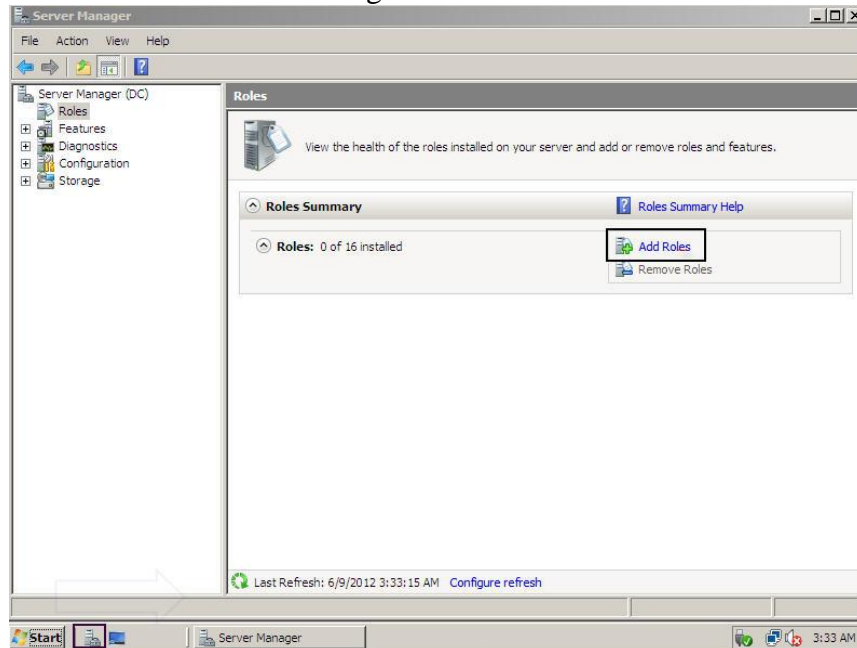 Server Manager
File Action View Help
Server Manager (DC)
Roles
Features
Diagnostics
Configuration
Storage
Roles
View the health of the roles installed on your server and add or remove roles and features.
Roles Summary
Roles Summary Help
Roles: 0 of 16 installed
Add Roles
Remove Roles
Last Refresh: 6/9/2012 3:33:15 AM Configure refresh
Start
Server Manager
3:33 AM